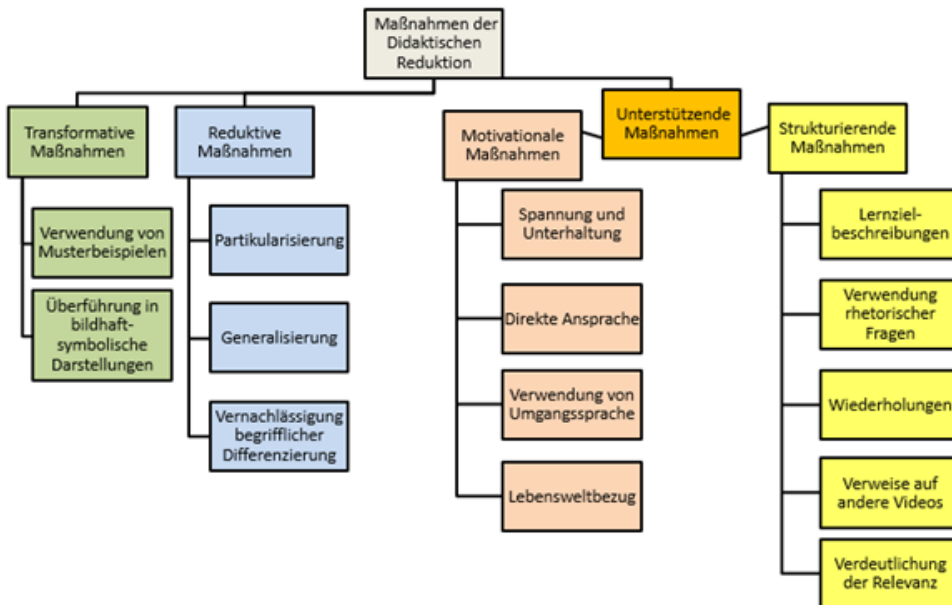 Maßnahmen der
Didaktischen
Reduktion
Transformative
Maßnahmen
Verwendung von
Musterbeispielen
Überführung in
bildhaft-
symbolische
Darstellungen
Reduktive
Maßnahmen
Partikularisierung
Generalisierung
Vernachlässigung
begrifflicher
Differenzierung
Unterstützende
Maßnahmen
Motivationale
Maßnahmen
Spannung und
Unterhaltung
Direkte Ansprache
Verwendung von
Umgangssprache
Lebensweltbezug
Strukturierende
Maßnahmen
Lernziel-
beschreibungen
Verwendung
rhetorischer
Fragen
Wiederholungen
Verweise auf
andere Videos
Verdeutlichung
der Relevanz